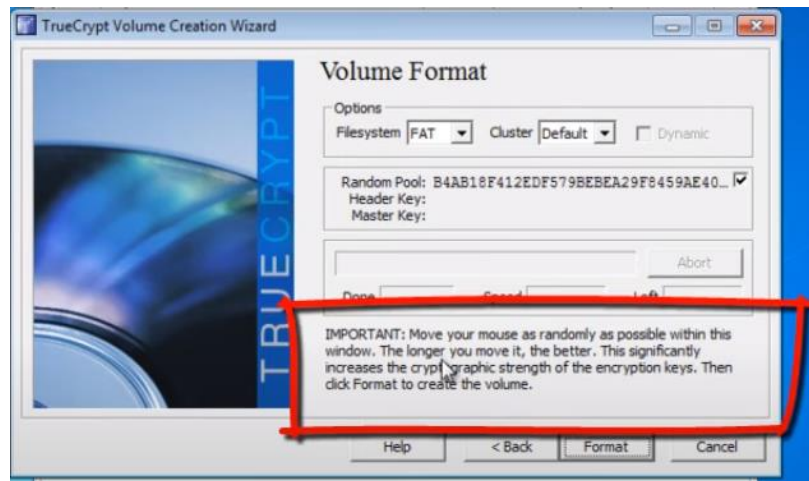 TrueCrypt Volume Creation Wizard
TRUECRYPT
Volume Format
Options
Filesystem FAT Cluster Default Dynamic
Random Pool: B4AB18F412EDF579BEBEA29F8459AE40...
Header Key:
Master Key:
Abort
Done Speed Left
IMPORTANT: Move your mouse as randomly as possible within this
window. The longer you move it, the better. This significantly
increases the cryptographic strength of the encryption keys. Then
click Format to create the volume.
Help < Back Format Cancel